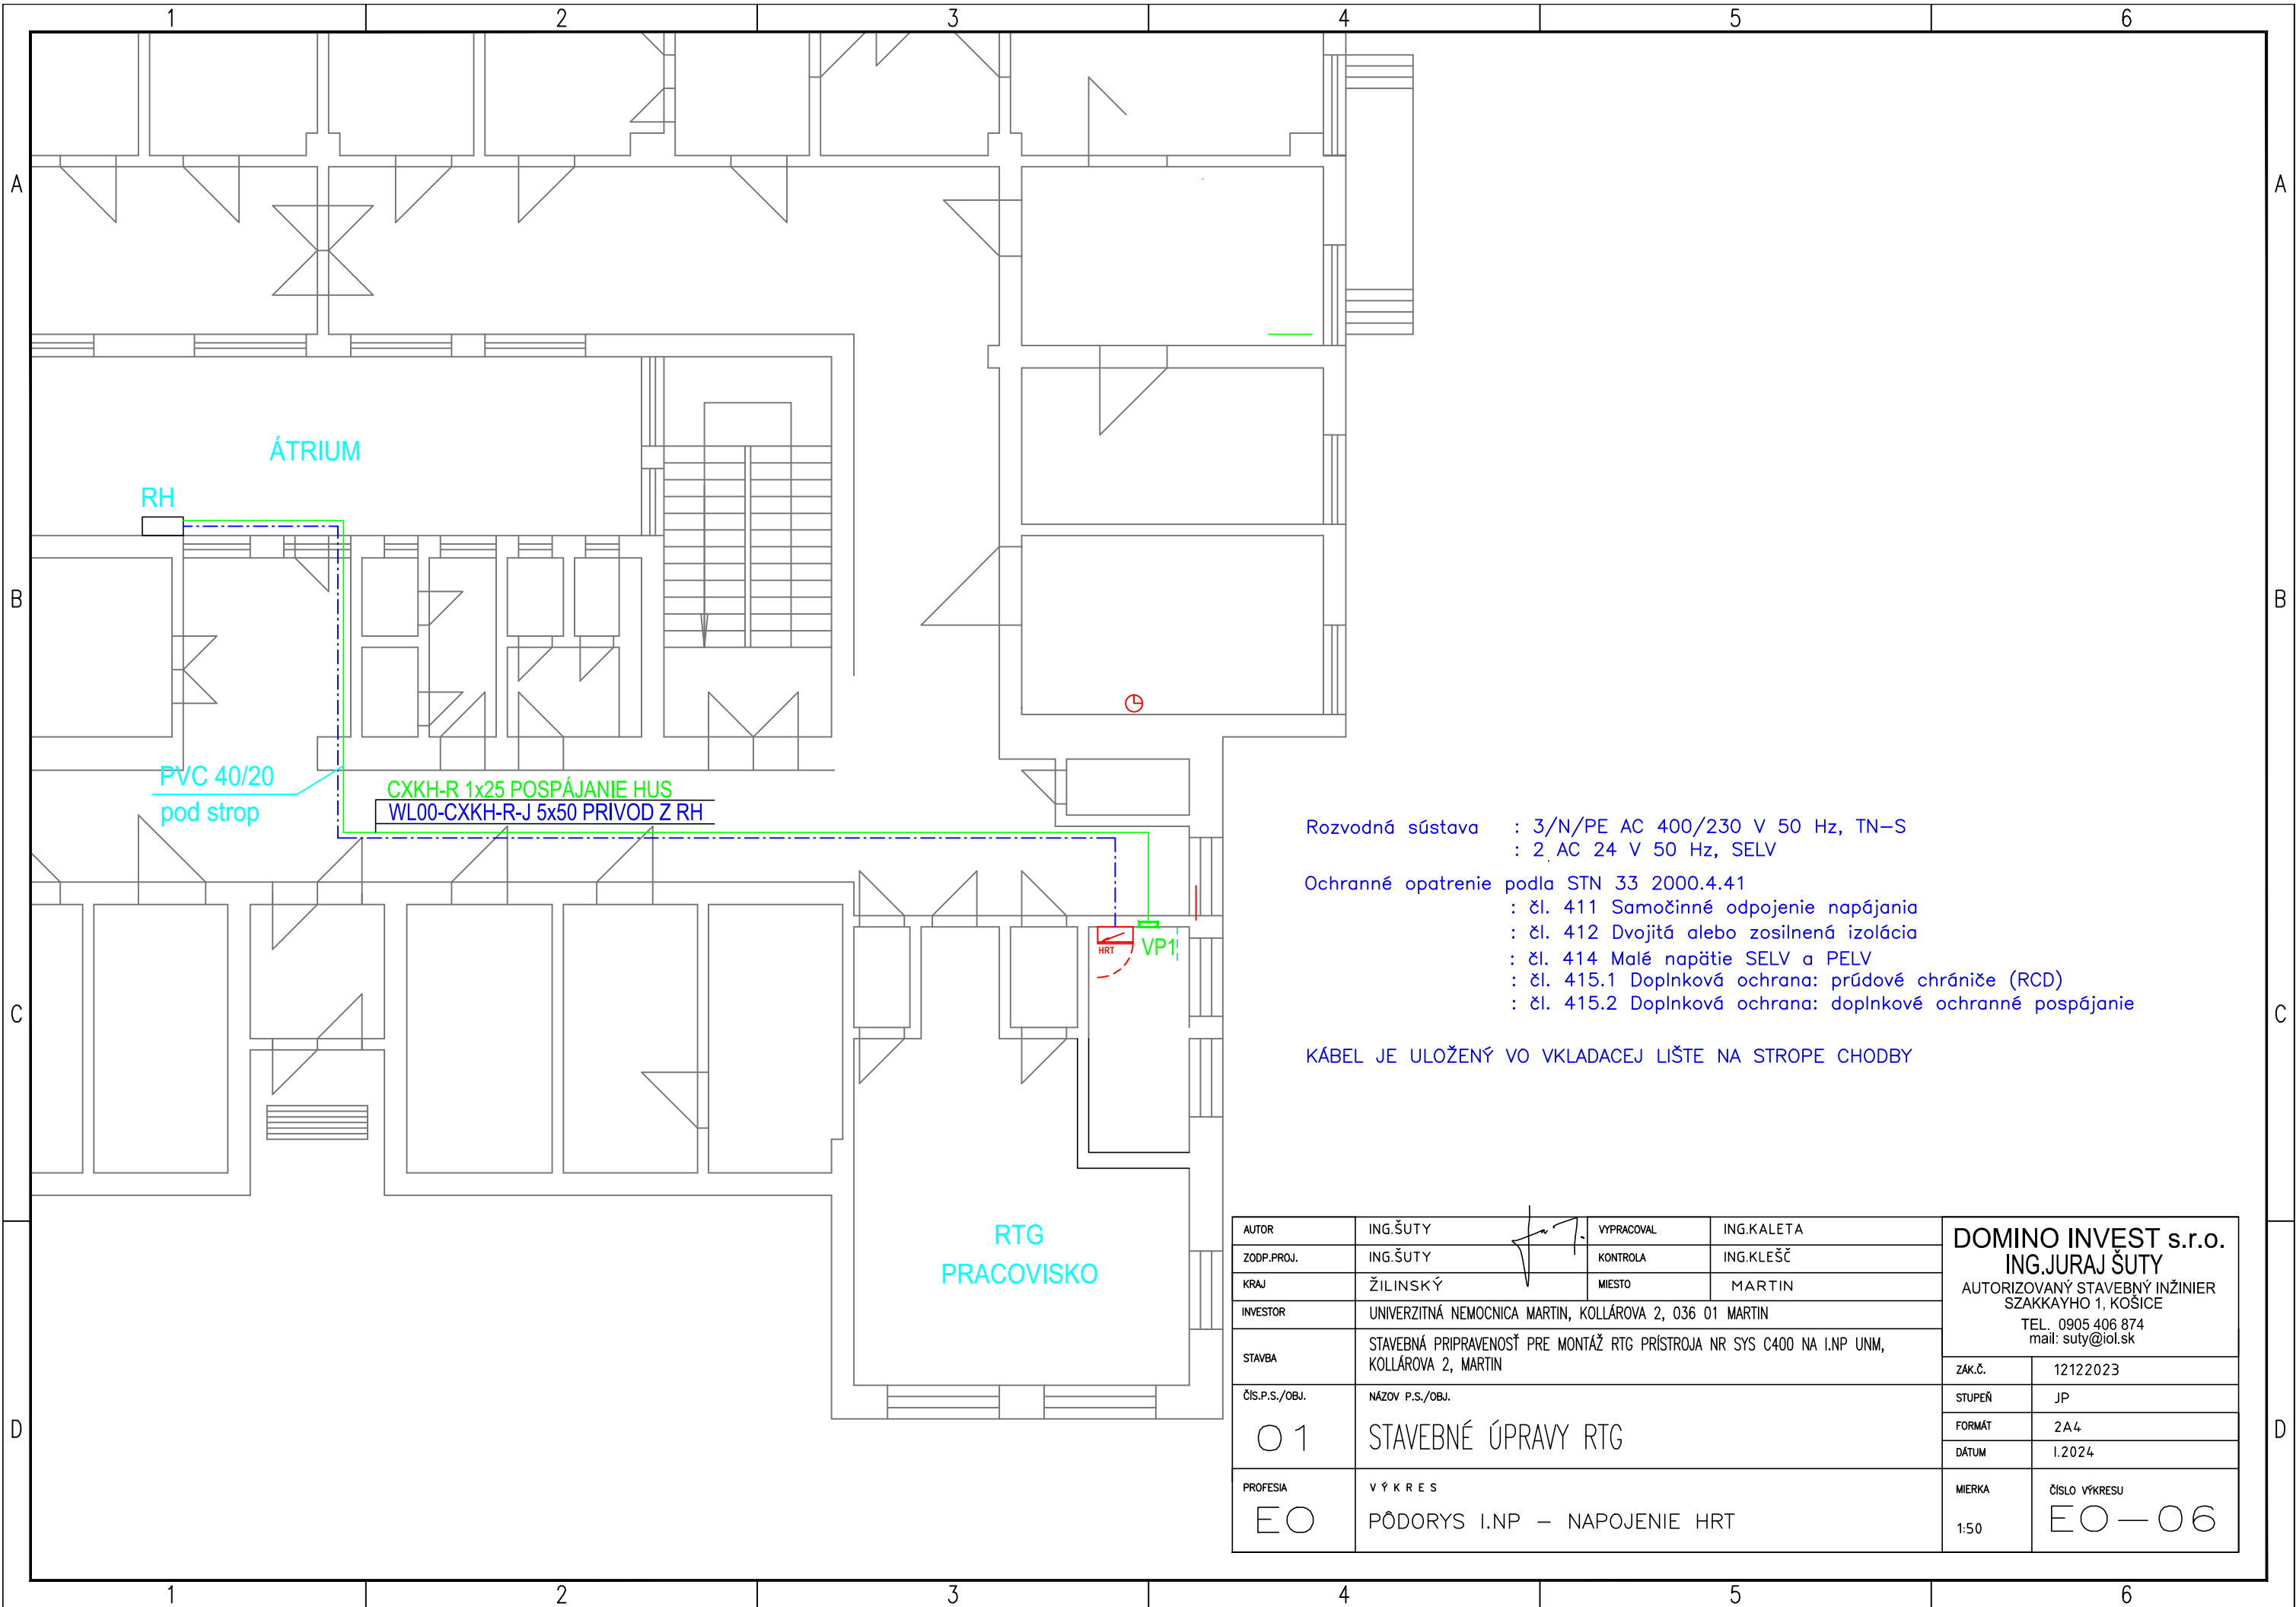 1 2 3 4 5 6
A A
ÁTRIUM
RH
B B
PVC 40/20
pod strop
CXKH-R 1x25 POSPÁJANIE HUS
WL00-CXKH-R-J 5x50 PRIVOD Z RH
Rozvodná sústava : 3/N/PE AC 400/230 V 50 Hz, TN-S
: 2 AC 24 V 50 Hz, SELV
Ochranné opatrenie podla STN 33 2000.4.41
: čl. 411 Samočinné odpojenie napájania
: čl. 412 Dvojitá alebo zosilnená izolácia
: čl. 414 Malé napätie SELV a PELV
: čl. 415.1 Doplnková ochrana: prúdové chrániče (RCD)
: čl. 415.2 Doplnková ochrana: doplnkové ochranné pospájanie
HRT
VP1
C C
KÁBEL JE ULOŽENÝ VO VKLADACEJ LIŠTE NA STROPE CHODBY
RTG
PRACOVISKO
AUTOR ING.ŠUTY VYPRACOVAL ING.KALETA
ZODP.PROJ. ING.ŠUTY KONTROLA ING.KLEŠČ
KRAJ ŽILINSKÝ MIESTO MARTIN
INVESTOR UNIVERZITNÁ NEMOCNICA MARTIN, KOLLÁROVA 2, 036 01 MARTIN
STAVBA STAVEBNÁ PRIPRAVENOSŤ PRE MONTÁŽ RTG PRÍSTROJA NR SYS C400 NA I.NP UNM,
KOLLÁROVA 2, MARTIN
DOMINO INVEST s.r.o.
ING.JURAJ ŠUTY
AUTORIZOVANÝ STAVEBNÝ INŽINIER
SZAKKAYHO 1, KOŠICE
TEL. 0905 406 874
mail: suty@iol.sk
ZÁK.Č. 12122023
ČÍS.P.S./OBJ. NÁZOV P.S./OBJ.
01 STAVEBNÉ ÚPRAVY RTG
STUPEŇ JP
FORMÁT 2A4
DÁTUM I.2024
D D
PROFESIA VÝKRES
EO PÔDORYS I.NP - NAPOJENIE HRT
MIERKA ČÍSLO VÝKRESU
1:50 EO-06
1 2 3 4 5 6